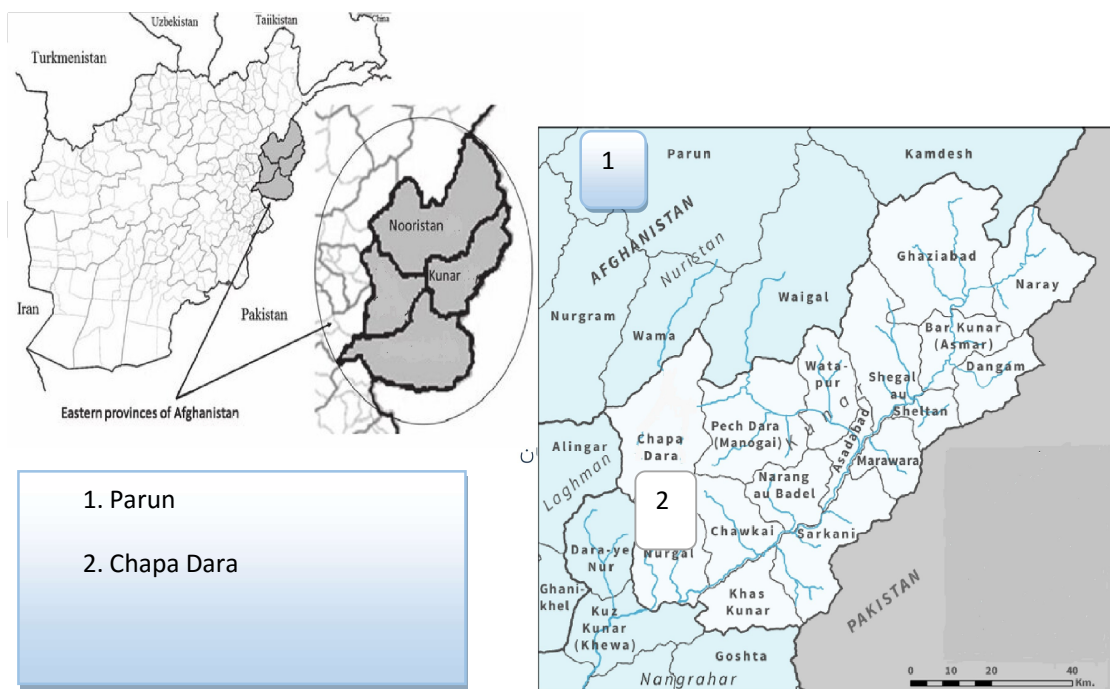 Uzbekistan
Tajikistan
China
Turkmenistan
Iran
Pakistan
Nooristan
Kunar
Eastern provinces of Afghanistan
1. Parun
2. Chapa Dara
1
Parun
Kamdesh
AFGHANISTAN
Nuristan
Ghaziabad
Naray
Nurgram
Waigal
Wama
Bar Kunar
(Asmar)
Dangam
Wata-
pur
Shegal
au
Sheltan
Kunar
Pech Dara
(Manogai)
Chapa
Dara
Asadabad
Marawara
Alingar
Laghman
ن
Narang
au Badel
2
Chawkai
Sarkani
Dara-ye
Nur
Nurgal
Ghani-
khel
Kuz
Kunar
(Khewa)
Khas
Kunar
PAKISTAN
Goshta
Nangrahar
0 10 20 40
Km.